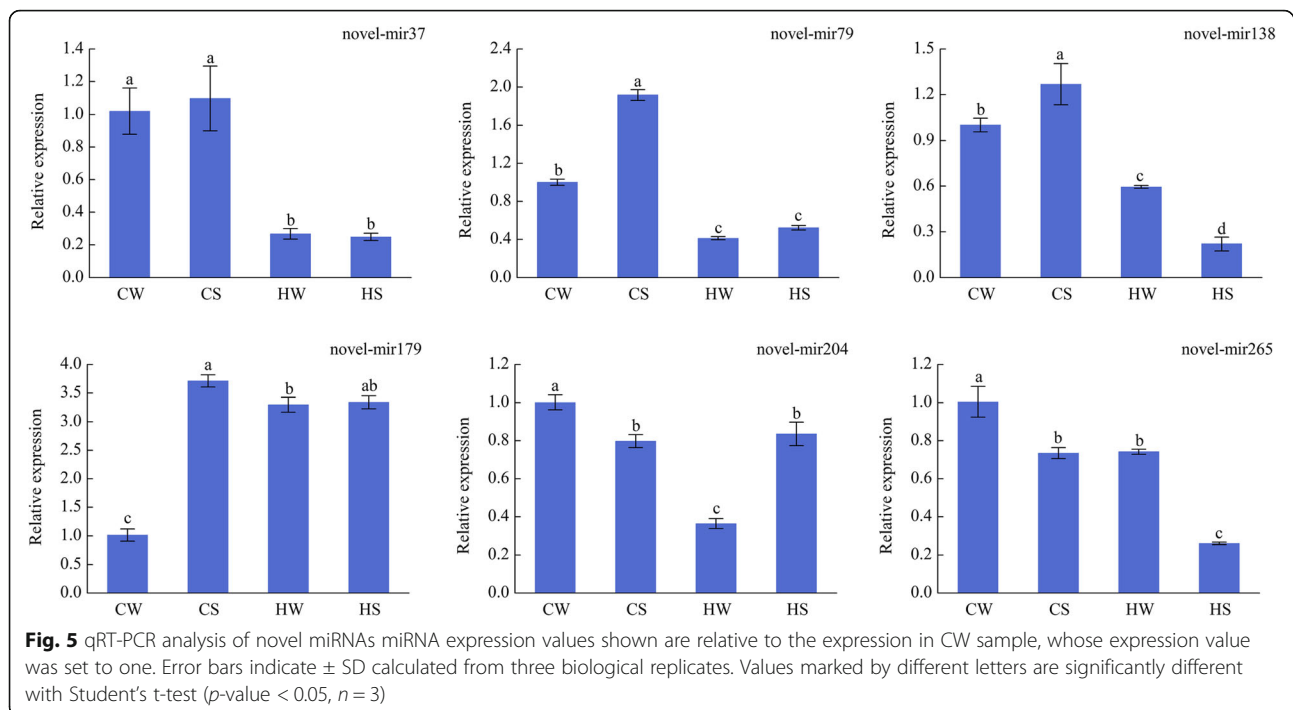 novel-mir37
1.4
1.2
1.0
0.8
0.6
0.4
0.2
0.0
Relative expression
a
a
b
b
CW
CS
HW
HS
novel-mir79
2.4
2.0
1.6
1.2
0.8
0.4
0.0
Relative expression
b
a
c
c
CW
CS
HW
HS
novel-mir138
1.5
1.2
0.9
0.6
0.3
0.0
Relative expression
b
a
c
d
CW
CS
HW
HS
novel-mir179
4.0
3.5
3.0
2.5
2.0
1.5
1.0
0.5
0.0
Relative expression
c
a
b
ab
CW
CS
HW
HS
novel-mir204
1.2
1.0
0.8
0.6
0.4
0.2
0.0
Relative expression
a
b
c
b
CW
CS
HW
HS
novel-mir265
1.2
1.0
0.8
0.6
0.4
0.2
0.0
Relative expression
a
b
b
c
CW
CS
HW
HS
Fig. 5 qRT-PCR analysis of novel miRNAs miRNA expression values shown are relative to the expression in CW sample, whose expression value
was set to one. Error bars indicate ± SD calculated from three biological replicates. Values marked by different letters are significantly different
with Student's t-test (p-value < 0.05, n = 3)